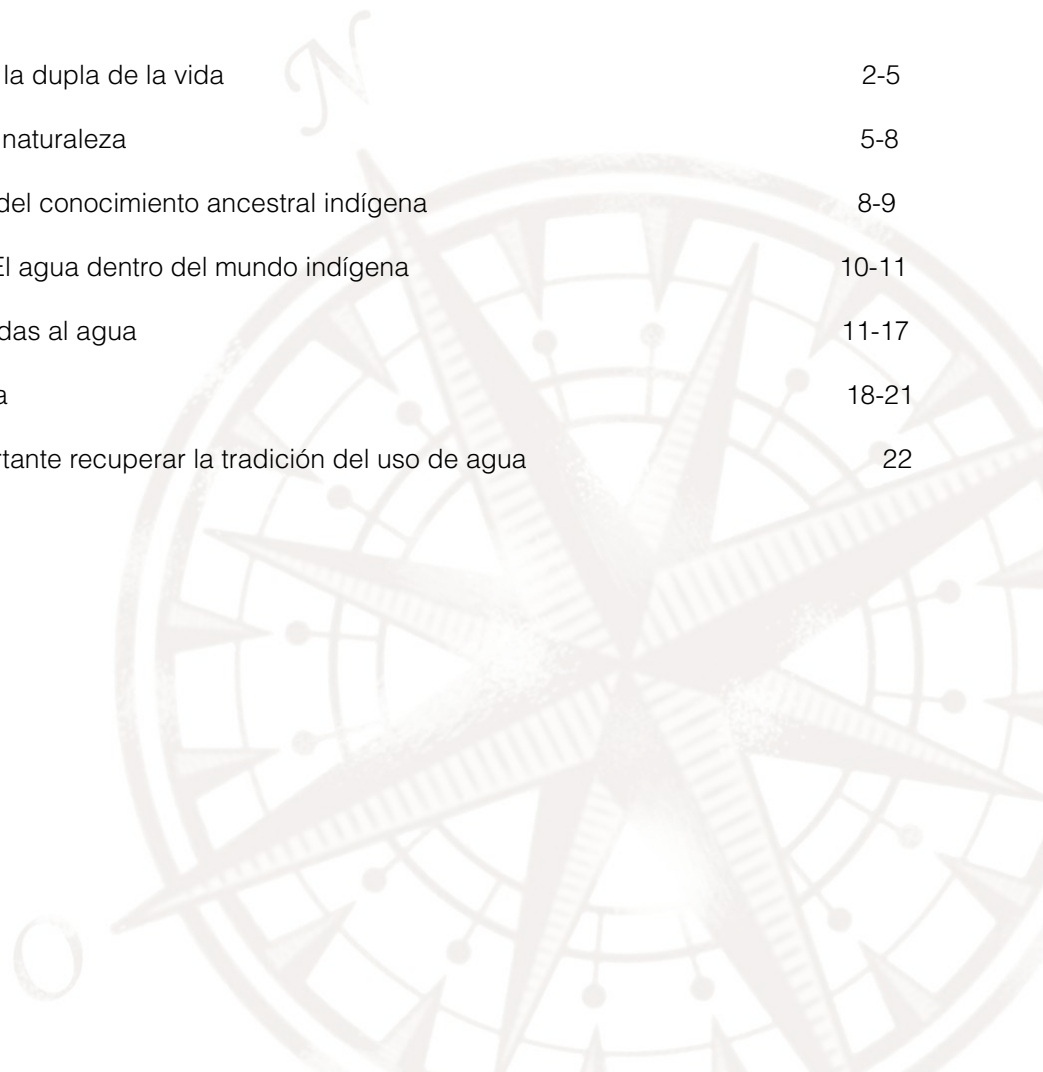 N
la dupla de la vida 2-5
naturaleza 5-8
del conocimiento ancestral indígena 8-9
El agua dentro del mundo indígena 10-11
das al agua 11-17
a 18-21
rtante recuperar la tradición del uso de agua 22
O